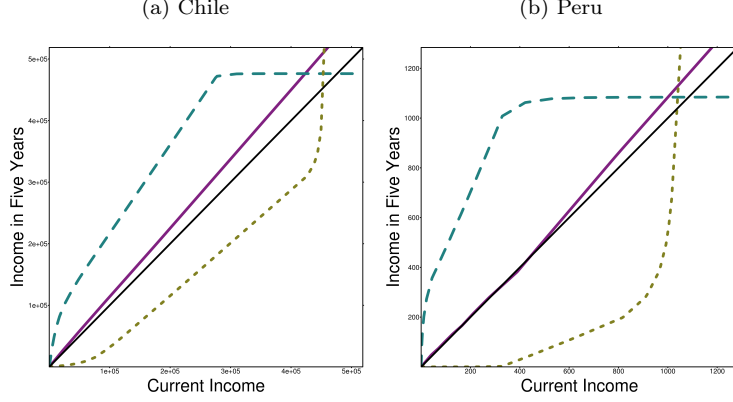 (a) Chile
(b) Peru
5e+05
4e+05
3e+05
2e+05
1e+05
Income in Five Years
1e+05 2e+05 3e+05 4e+05 5e+05
Current Income
1200
1000
800
600
400
200
Income in Five Years
200 400 600 800 1000 1200
Current Income